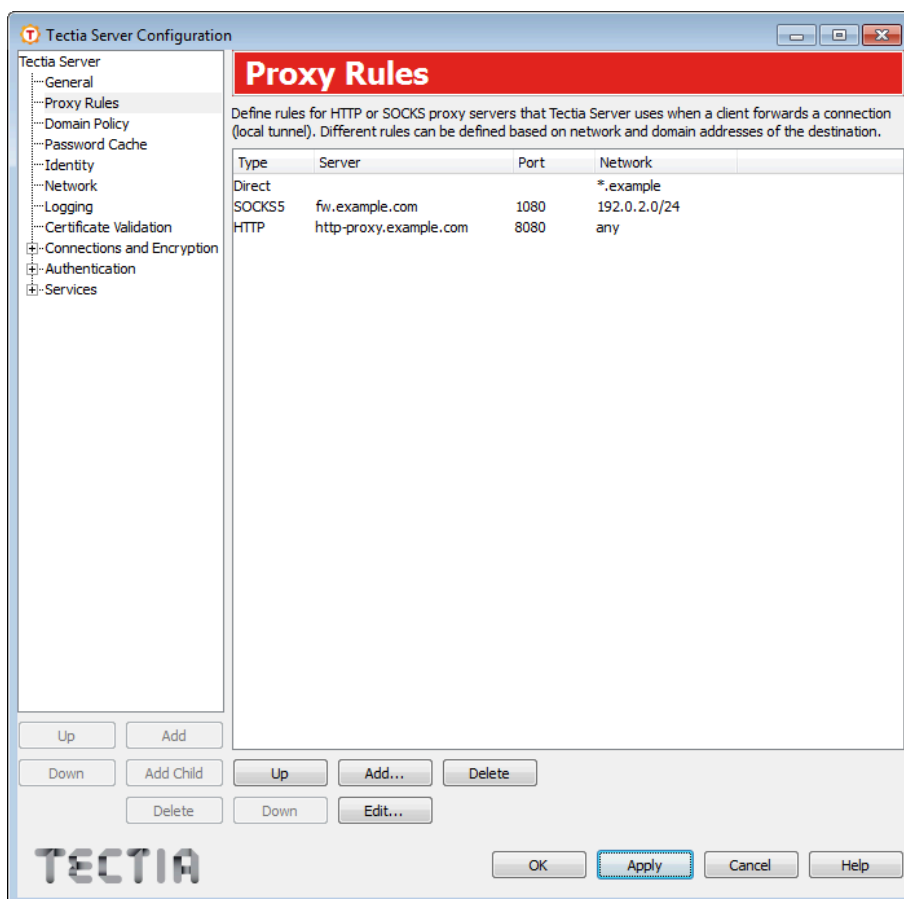 Tectia Server Configuration
Tectia Server
General
Proxy Rules
Domain Policy
Password Cache
Identity
Network
Logging
Certificate Validation
Connections and Encryption
Authentication
Services
Up Add
Down Add Child
Delete
Proxy Rules
Define rules for HTTP or SOCKS proxy servers that Tectia Server uses when a client forwards a connection
(local tunnel). Different rules can be defined based on network and domain addresses of the destination.
Type Server Port Network
Direct *.example
SOCKS5 fw.example.com 1080 192.0.2.0/24
HTTP http-proxy.example.com 8080 any
Up Add... Delete
Down Edit...
TECTIA
OK Apply Cancel Help